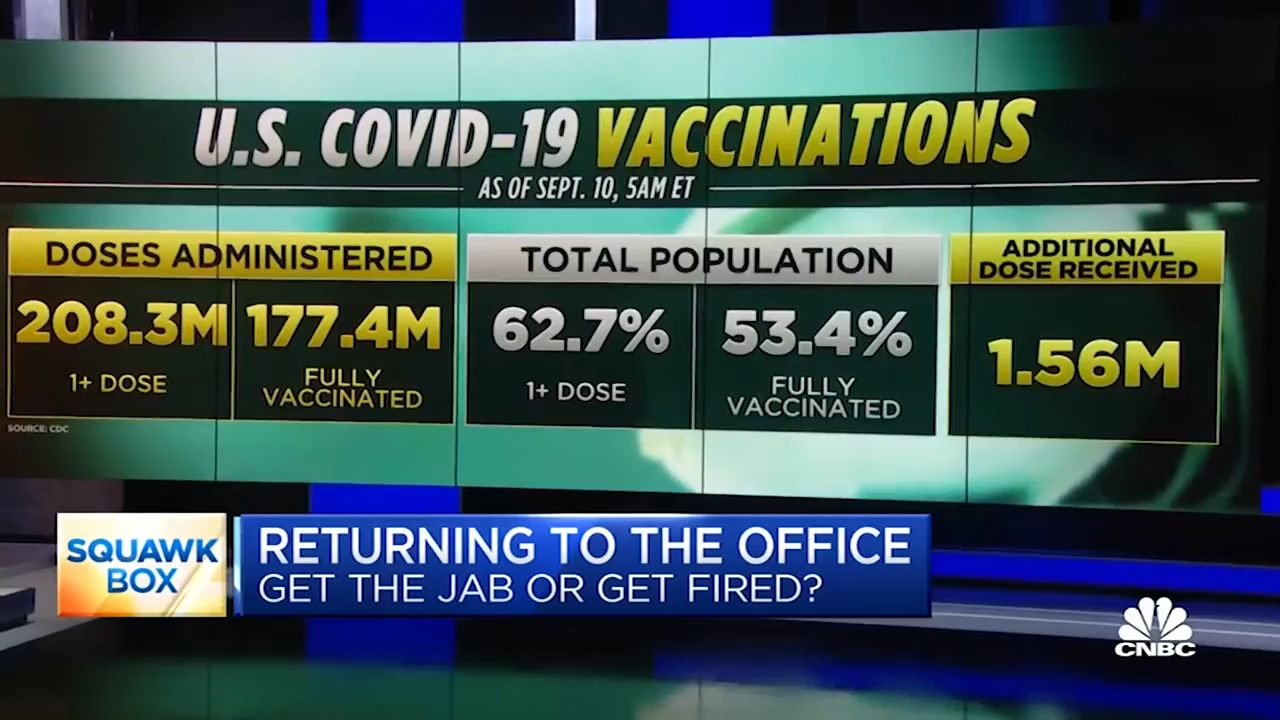 U.S. COVID-19 VACCINATIONS
AS OF SEPT. 10, 5AM ET
DOSES ADMINISTERED
208.3M
1+ DOSE
177.4M
FULLY
VACCINATED
TOTAL POPULATION
62.7%
1+ DOSE
53.4%
FULLY
VACCINATED
ADDITIONAL
DOSE RECEIVED
1.56M
SOURCE: CDC
SQUAWK
BOX
RETURNING TO THE OFFICE
GET THE JAB OR GET FIRED?
CNBC